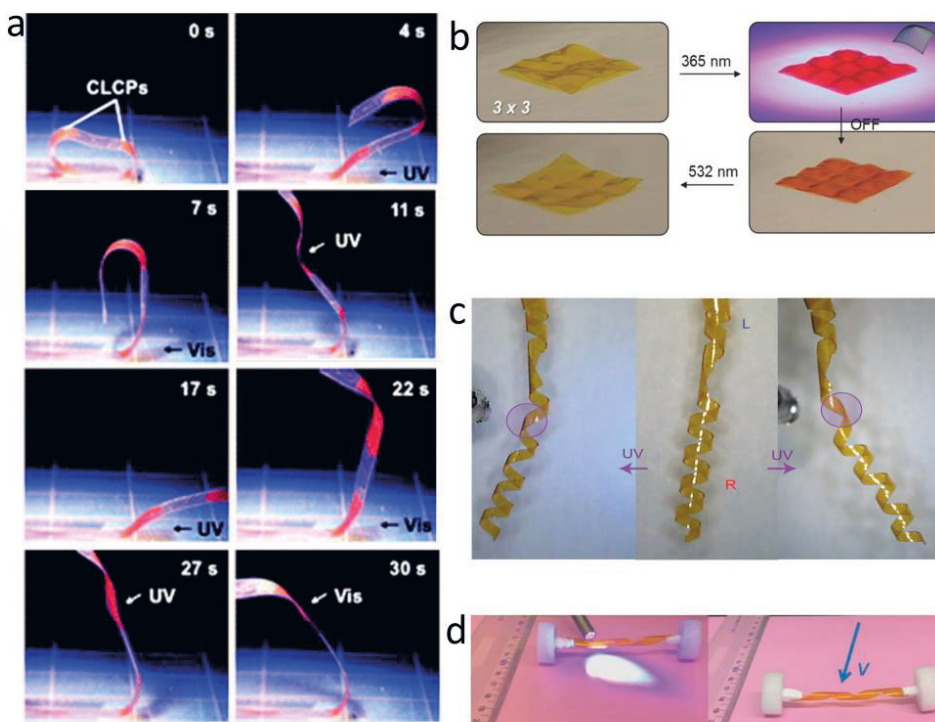 a
0 s
CLCPs
4 s
UV
7 s
Vis
11 s
UV
17 s
UV
22 s
Vis
27 s
UV
30 s
Vis
b
3 x 3
365 nm
OFF
532 nm
c
L
UV
UV
R
d
V